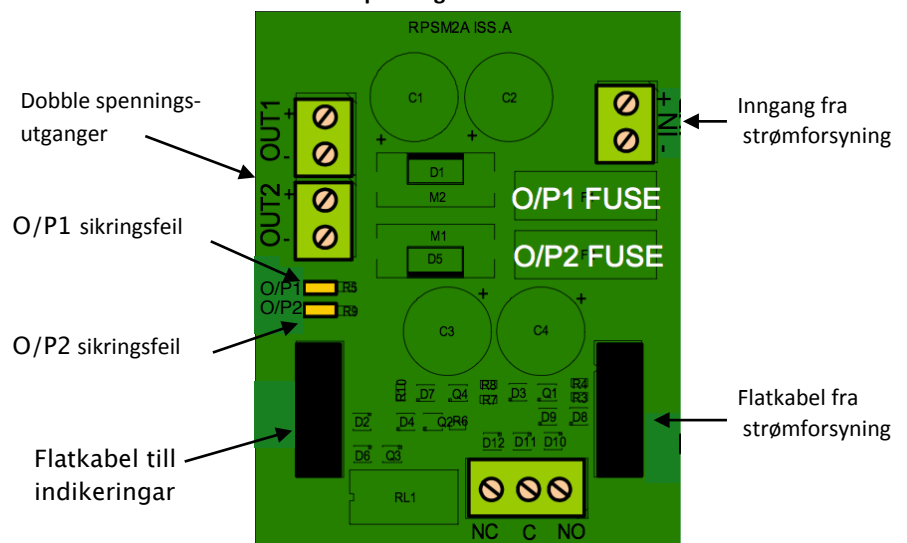 RPSM2A ISS.A
Dobble spennings-
utganger
O/P1 sikringsfeil
O/P2 sikringsfeil
Flatkabel till
indikeringar
OUT1
+
-
OUT2
+
-
O/P1
R5
O/P2
R9
C1
C2
+
+
D1
M2
M1
D5
O/P1 FUSE
O/P2 FUSE
+
IN
-
Inngang fra
strømforsyning
C3
C4
+
+
R10
D7
Q4
R8
R7
D3
Q1
R4
R3
D2
D4
Q2
R6
D9
D8
D12
D11
D10
D6
Q3
RL1
NC C NO
Flatkabel fra
strømforsyning